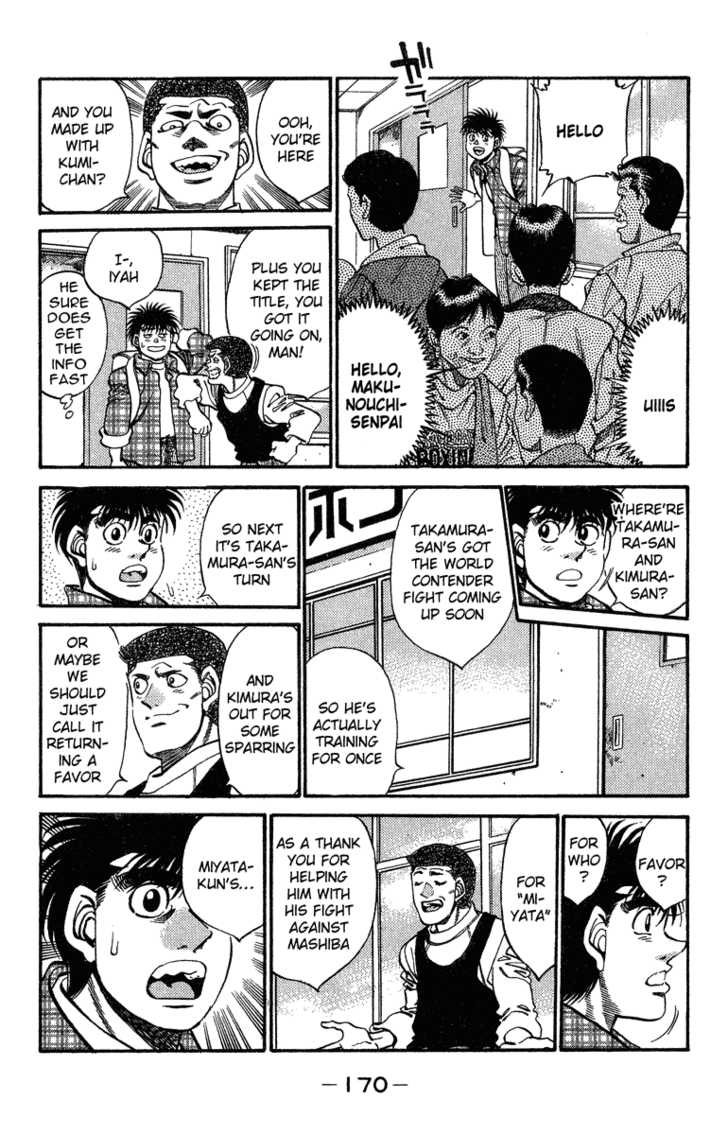 ガラララ
HELLO
UIIIS
HELLO,
MAKU-
NOUCHI-
SENPAI
BOXING
OOH,
YOU'RE
HERE
AND YOU
MADE UP
WITH
KUMI-
CHAN?
PLUS YOU
KEPT THE
TITLE, YOU
GOT IT
GOING ON,
MAN!
I-,
IYAH
HE
SURE
DOES
GET
THE
INFO
FAST
WHERE'RE
TAKAMU-
RA-SAN
AND
KIMURA-
SAN?
TAKAMURA-
SAN'S GOT
THE WORLD
CONTENDER
FIGHT COMING
UP SOON
SO HE'S
ACTUALLY
TRAINING
FOR ONCE
SO NEXT
IT'S TAKA-
MURA-SAN'S
TURN
AND
KIMURA'S
OUT FOR
SOME
SPARRING
OR
MAYBE
WE
SHOULD
JUST
CALL IT
RETURN-
ING A
FAVOR
FAVOR
?
FOR
WHO
?
FOR
"MI-
YATA"
AS A THANK
YOU FOR
HELPING
HIM WITH
HIS FIGHT
AGAINST
MASHIBA
MIYATA-
KUN'S...
-170-